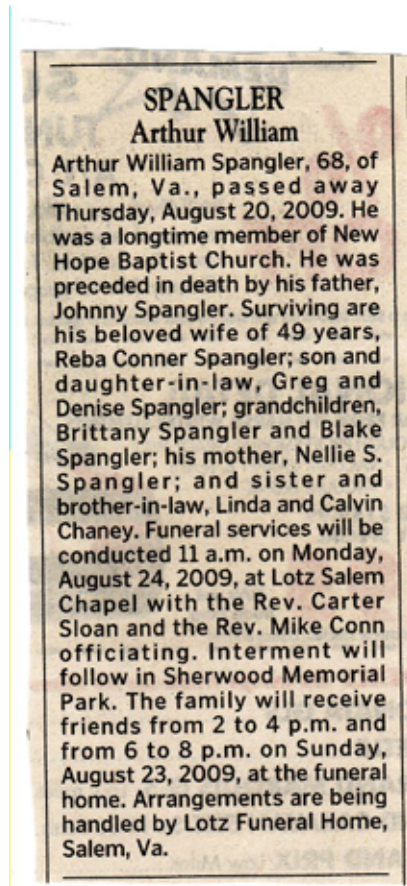 SPANGLER
Arthur William
Arthur William Spangler, 68, of
Salem, Va., passed away
Thursday, August 20, 2009. He
was a longtime member of New
Hope Baptist Church. He was
preceded in death by his father,
Johnny Spangler. Surviving are
his beloved wife of 49 years,
Reba Conner Spangler; son and
daughter-in-law, Greg and
Denise Spangler; grandchildren,
Brittany Spangler and Blake
Spangler; his mother, Nellie S.
Spangler; and sister and
brother-in-law, Linda and Calvin
Chaney. Funeral services will be
conducted 11 a.m. on Monday,
August 24, 2009, at Lotz Salem
Chapel with the Rev. Carter
Sloan and the Rev. Mike Conn
officiating. Interment will
follow in Sherwood Memorial
Park. The family will receive
friends from 2 to 4 p.m. and
from 6 to 8 p.m. on Sunday,
August 23, 2009, at the funeral
home. Arrangements are being
handled by Lotz Funeral Home,
Salem, Va.